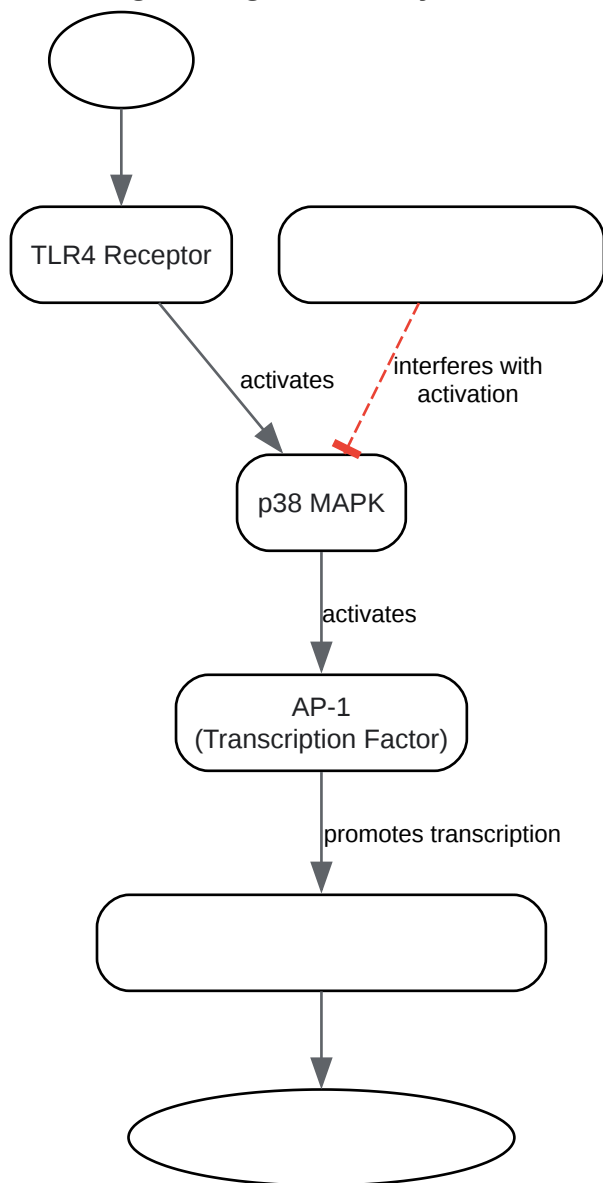 TLR4 Receptor
activates
interferes with
activation
p38 MAPK
activates
AP-1
(Transcription Factor)
promotes transcription